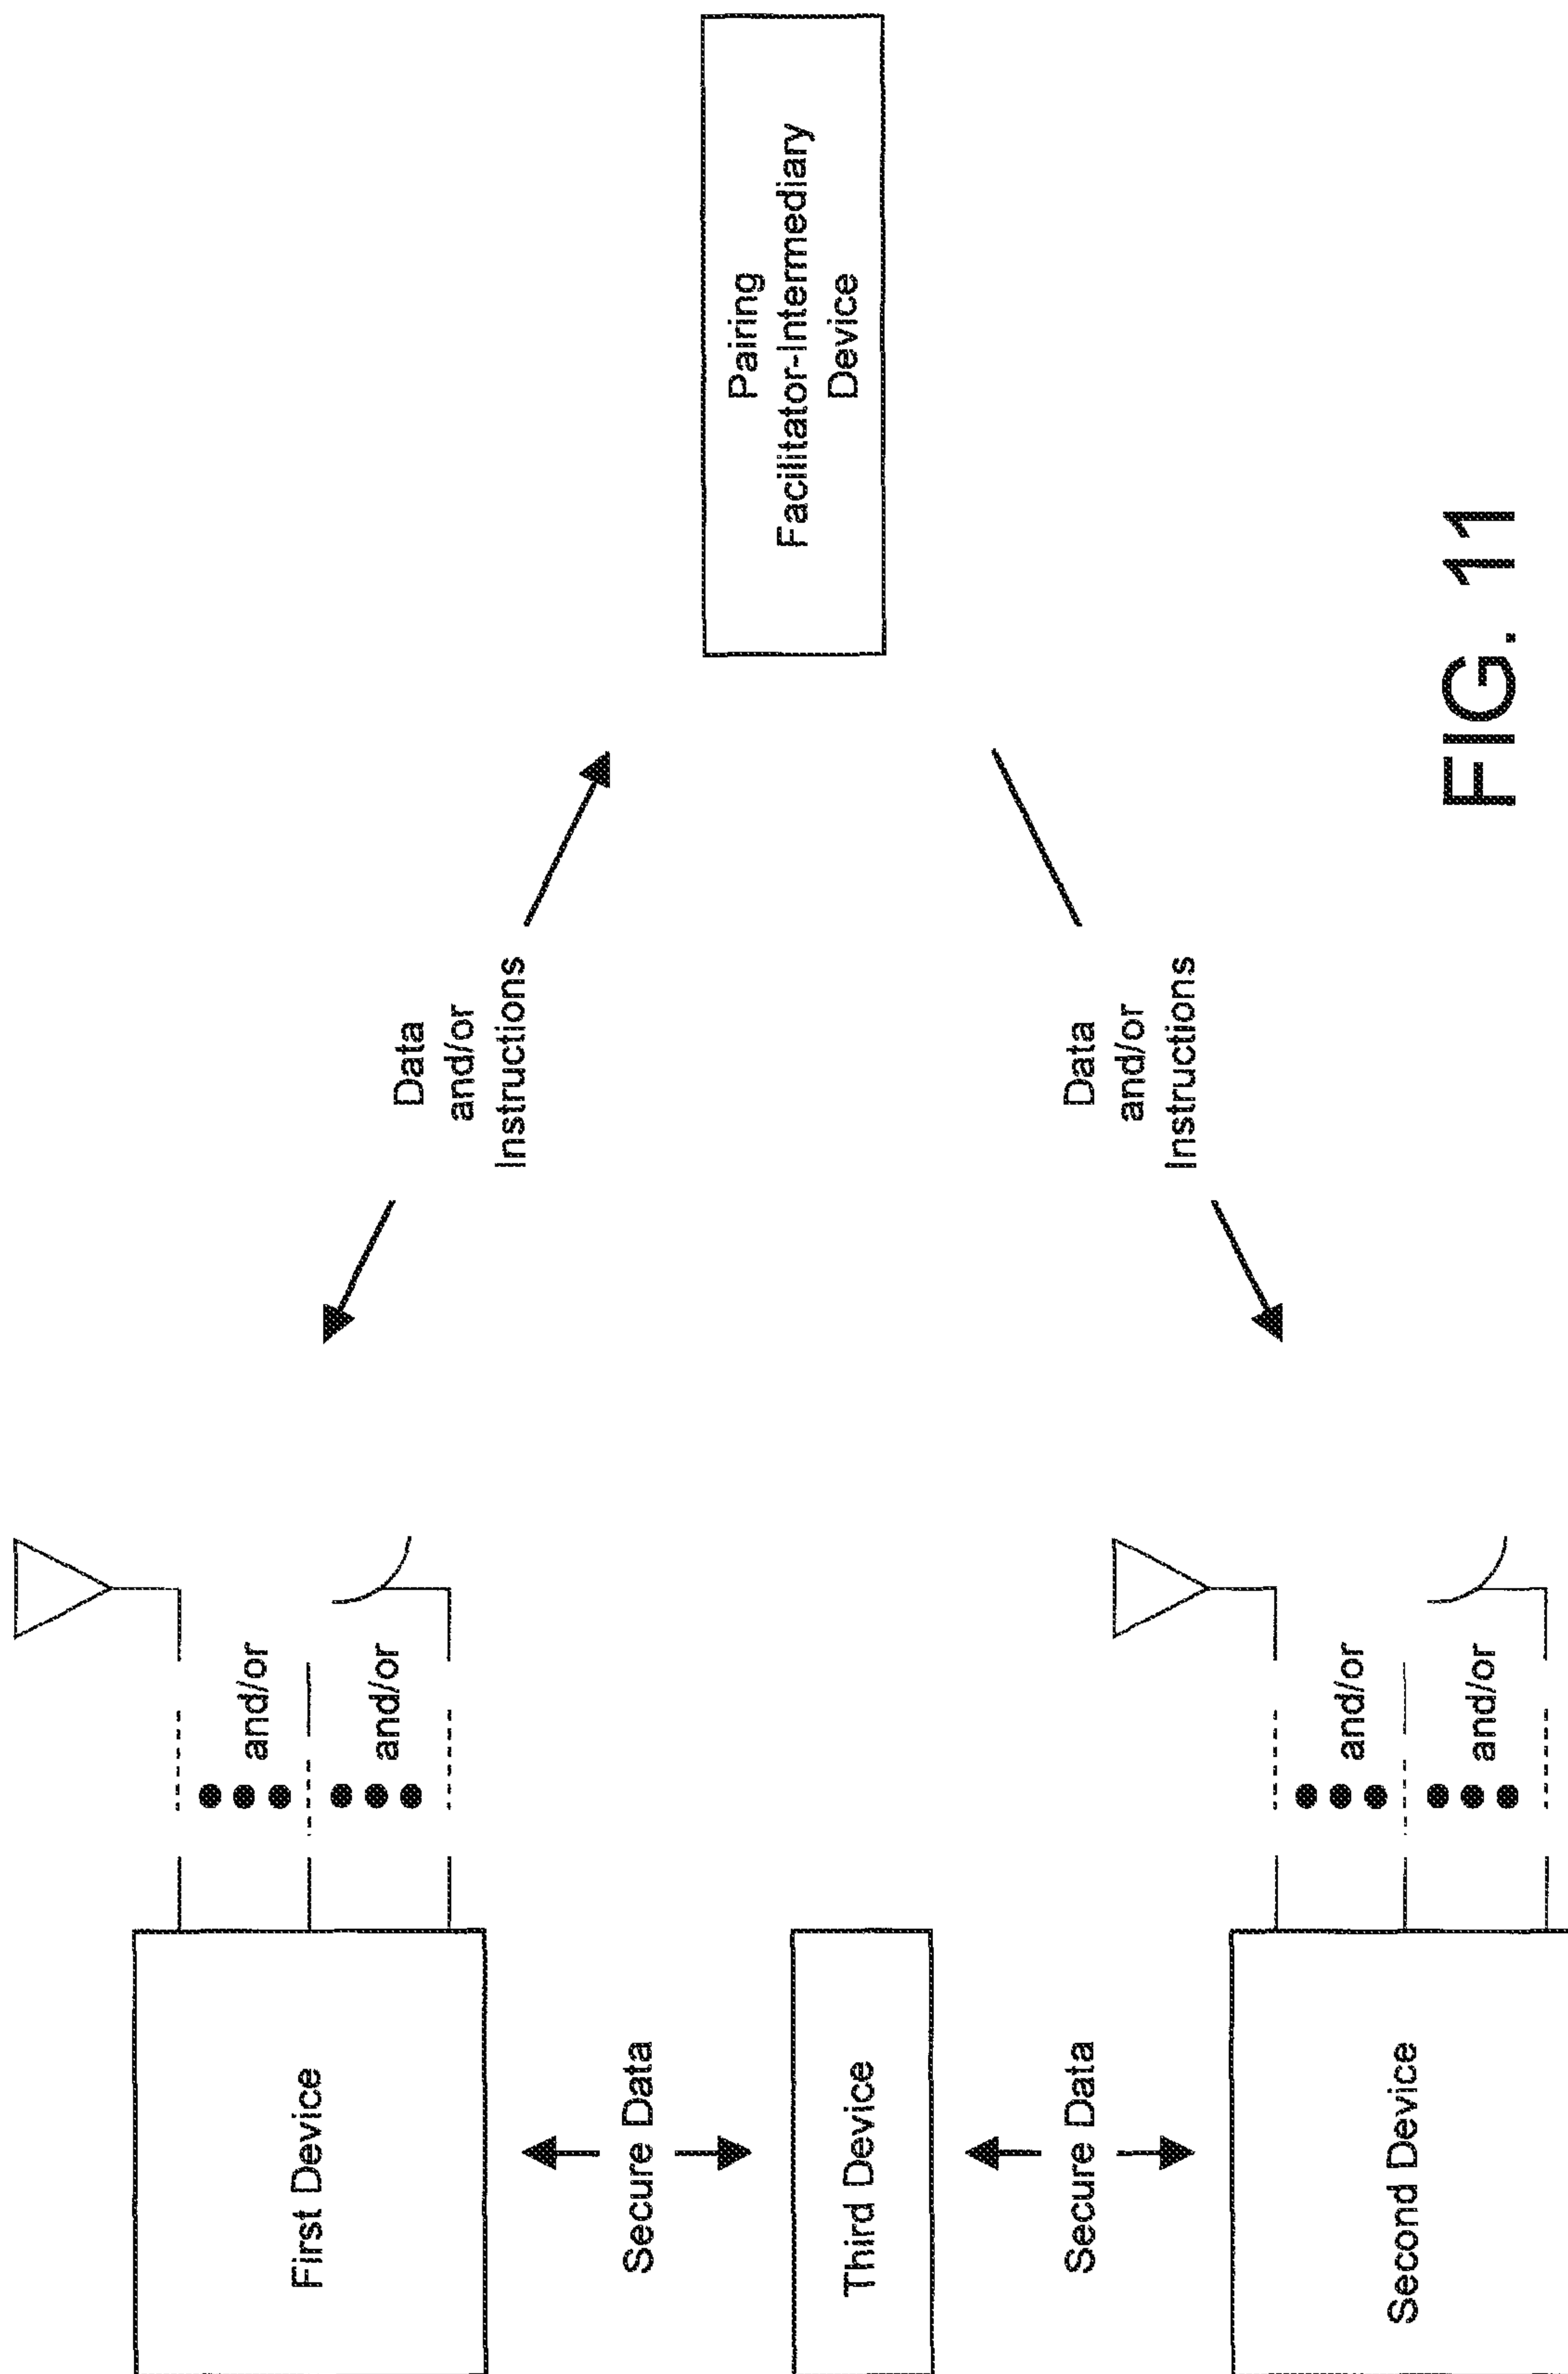 First Device
and/or
and/or
Data
and/or
Instructions
Secure Data
Third Device
Pairing
Facilitator-Intermediary
Device
Secure Data
Second Device
and/or
and/or
Data
and/or
Instructions
FIG. 11